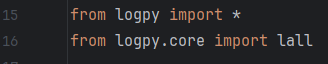 15 from logpy import *
16 from logpy.core import lall